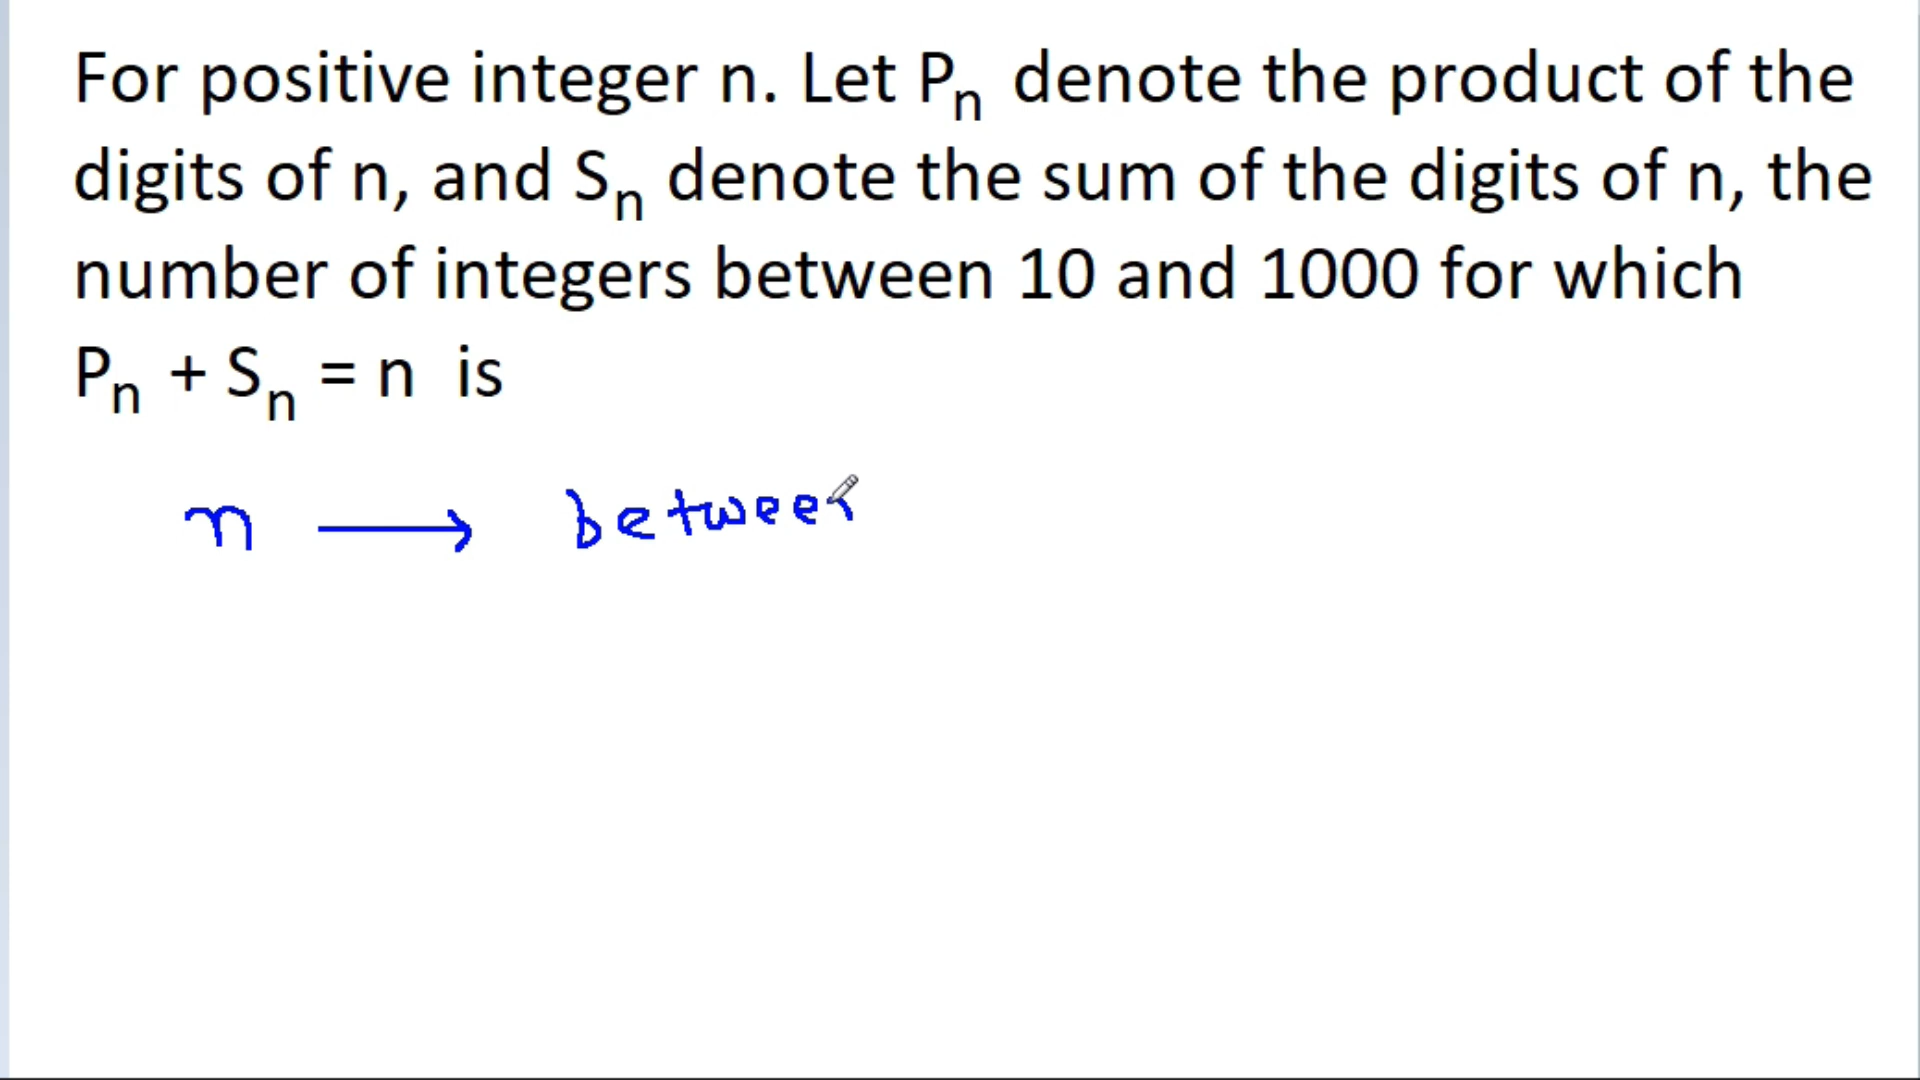 For positive integer n. Let Pn denote the product of the
digits of n, and Sn denote the sum of the digits of n, the
number of integers between 10 and 1000 for which
Pn + Sn = n is
n → between